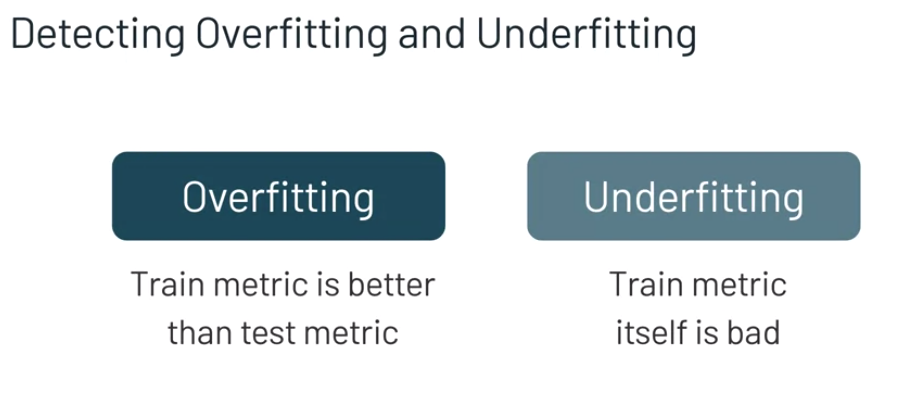 Detecting Overfitting and Underfitting
Overfitting
Train metric is better
than test metric
Underfitting
Train metric
itself is bad